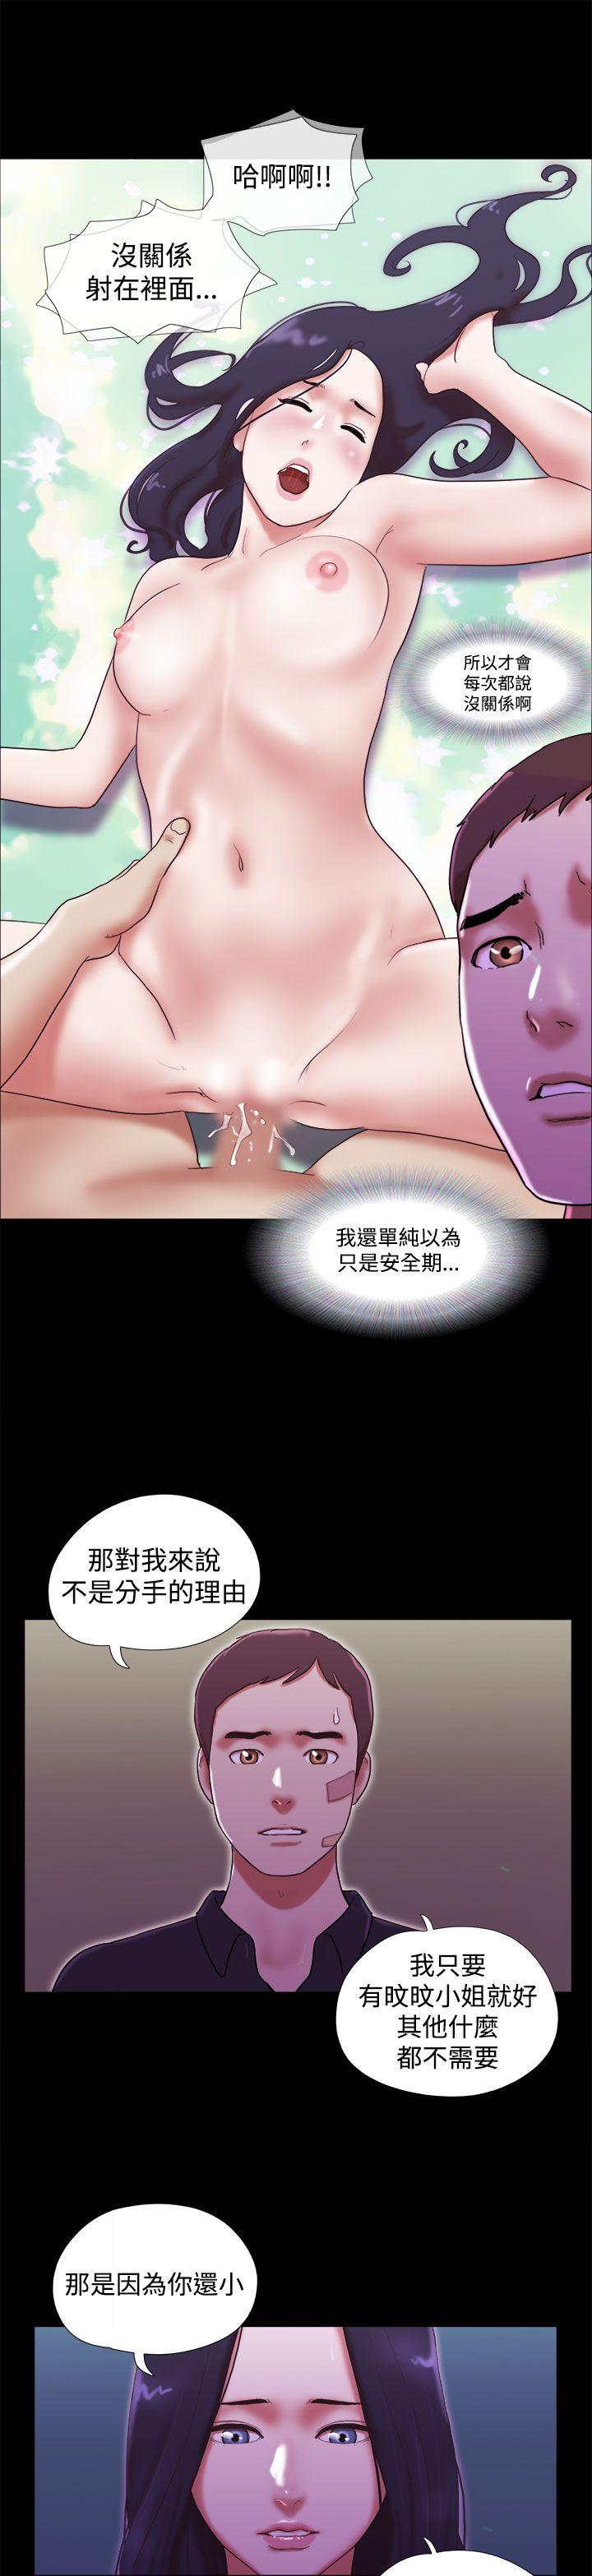 哈啊啊!!
沒關係
射在裡面...
所以才會
每次都說
沒關係啊
我還單純以為
只是安全期...
那對我來說
不是分手的理由
我只要
有旼旼小姐就好
其他什麼
都不需要
那是因為你還小